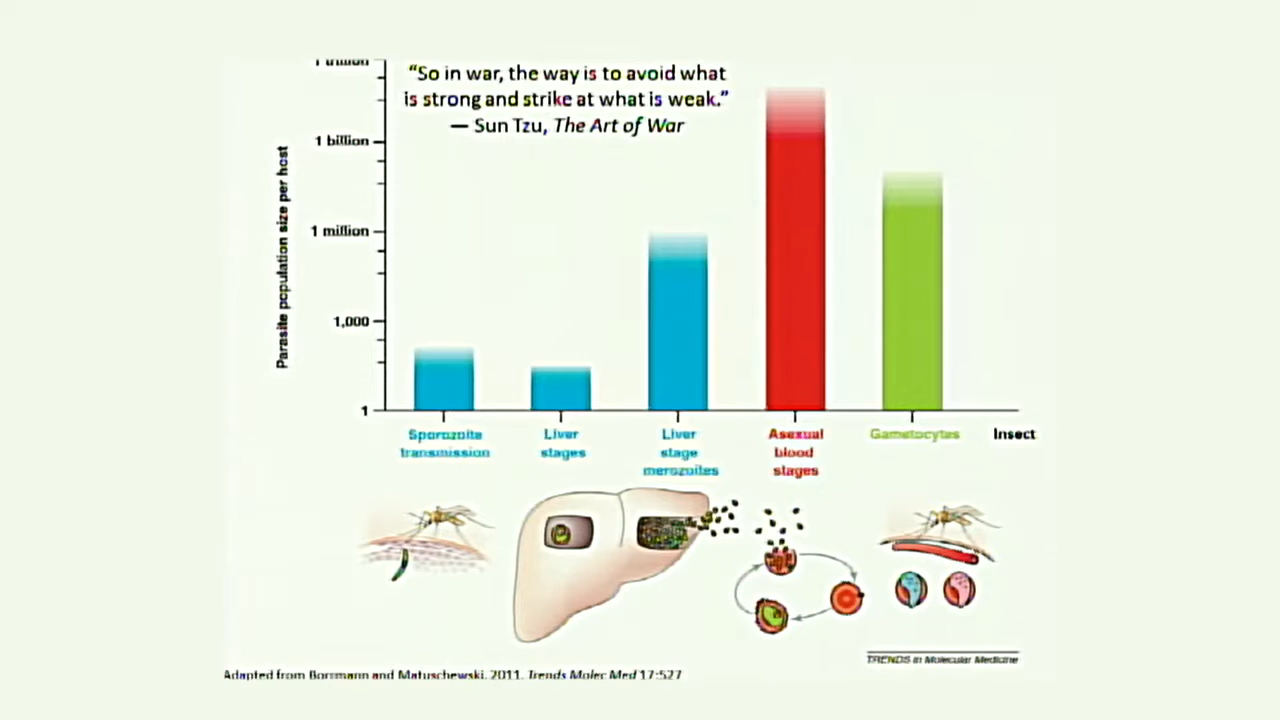 1 trillion
"So in war, the way is to avoid what
is strong and strike at what is weak."
— Sun Tzu, The Art of War
1 billion
1 million
1,000
1
Parasite population size per host
Sporozoite
transmission
Liver
stages
Liver
stage
merozoites
Asexual
blood
stages
Gametocytes
Insect
TRENDS in Molecular Medicine
Adapted from Borrmann and Matuschewski. 2011. Trends Molec Med 17:527